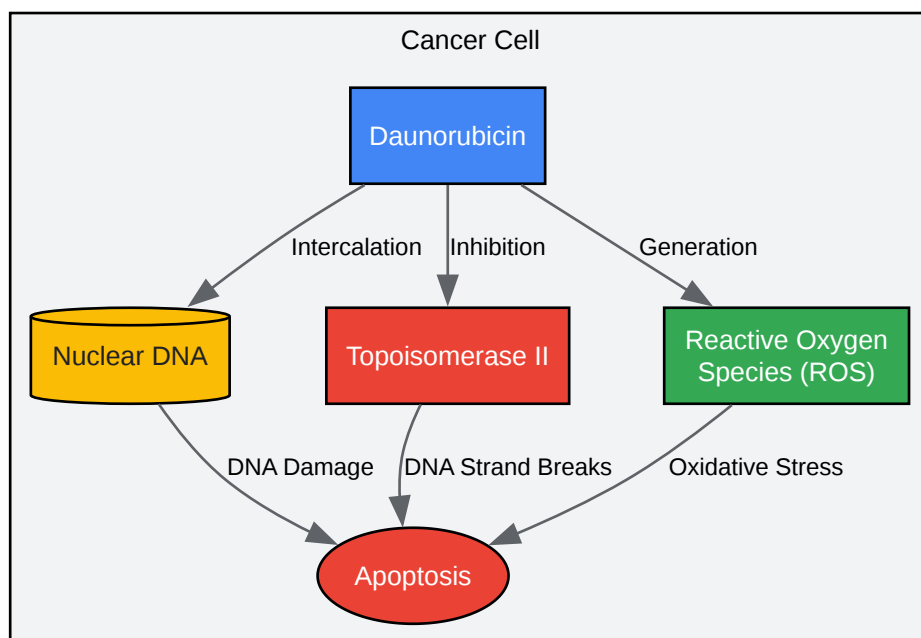 Cancer Cell
Daunorubicin
Intercalation
Inhibition
Generation
Nuclear DNA
Topoisomerase II
Reactive Oxygen
Species (ROS)
DNA Damage
DNA Strand Breaks
Oxidative Stress
Apoptosis